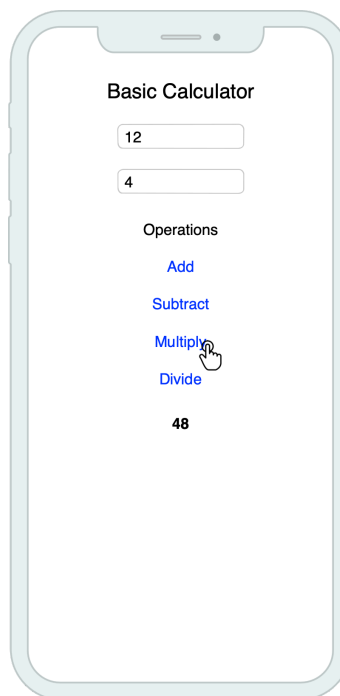 Basic Calculator
12
4
Operations
Add
Subtract
Multiply
Divide
48